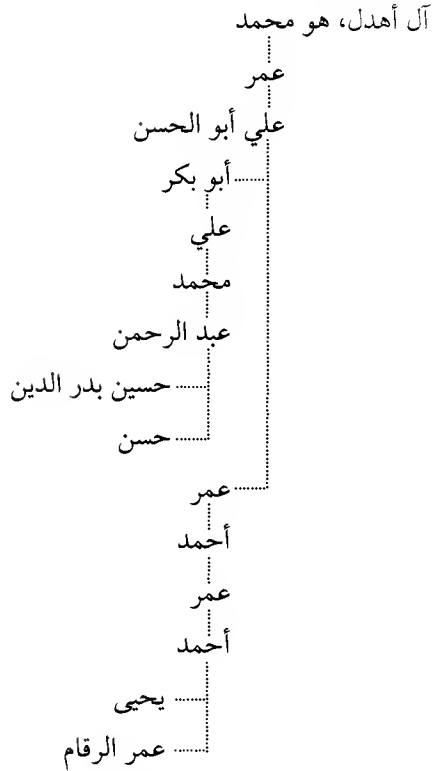 آل أهدل، هو محمد
عمر
علي أبو الحسن
أبو بكر
علي
محمد
عبد الرحمن
حسين بدر الدين
حسن
عمر
أحمد
عمر
أحمد
يحيى
عمر الرقام